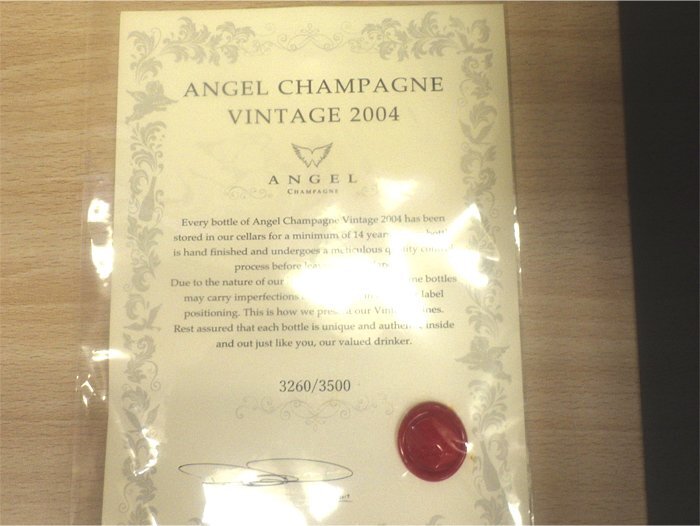 ANGEL CHAMPAGNE
VINTAGE 2004
ANGEL
CHAMPAGNE
Every bottle of Angel Champagne Vintage 2004 has been
stored in our cellars for a minimum of 14 years
is hand finished and undergoes a meticulous quality control
process before
Due to the nature of our bottles
may carry imperfections label
positioning. This is how we present our Vintage
Rest assured that each bottle is unique and authentic inside
and out just like you, our valued drinker.
3260/3500